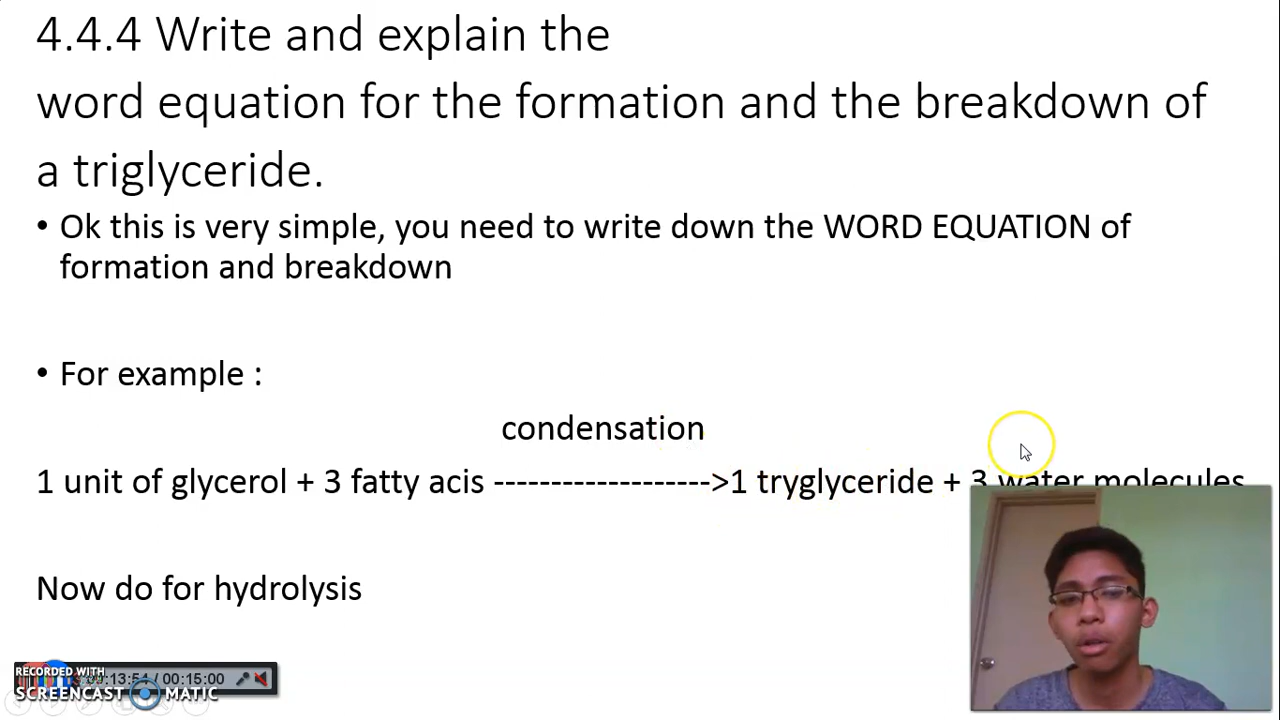 4.4.4 Write and explain the
word equation for the formation and the breakdown of
a triglyceride.
• Ok this is very simple, you need to write down the WORD EQUATION of
formation and breakdown
• For example :
condensation
1 unit of glycerol + 3 fatty acis ------------------->1 tryglyceride + 3 water molecules
Now do for hydrolysis
RECORDED WITH
/ 00:15:00
SCREENCAST MATIC